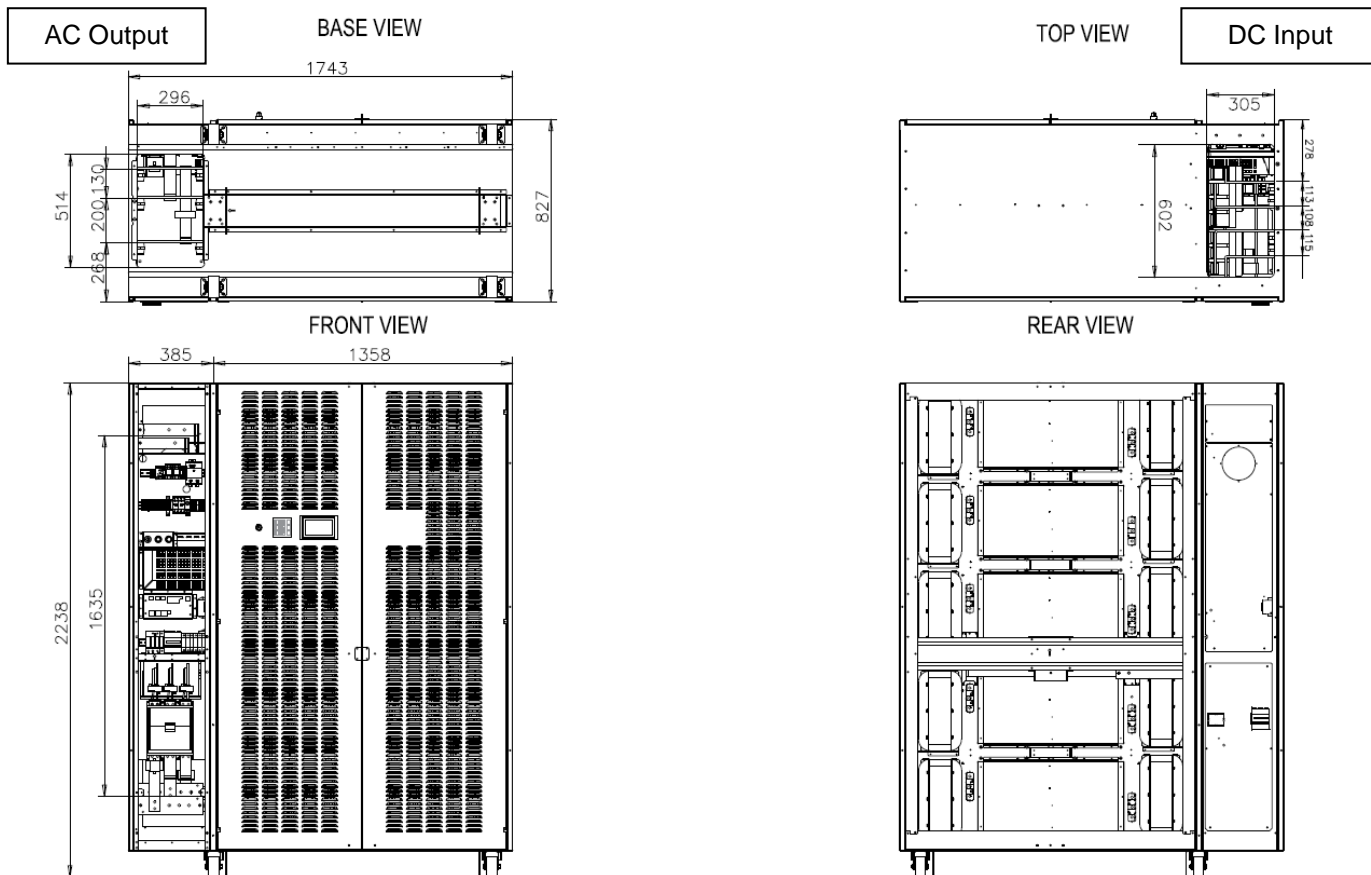 AC Output
BASE VIEW
TOP VIEW
DC Input
1743
296
514
130
200
268
827
305
278
113
108
115
602
FRONT VIEW
REAR VIEW
385
1358
2238
1635